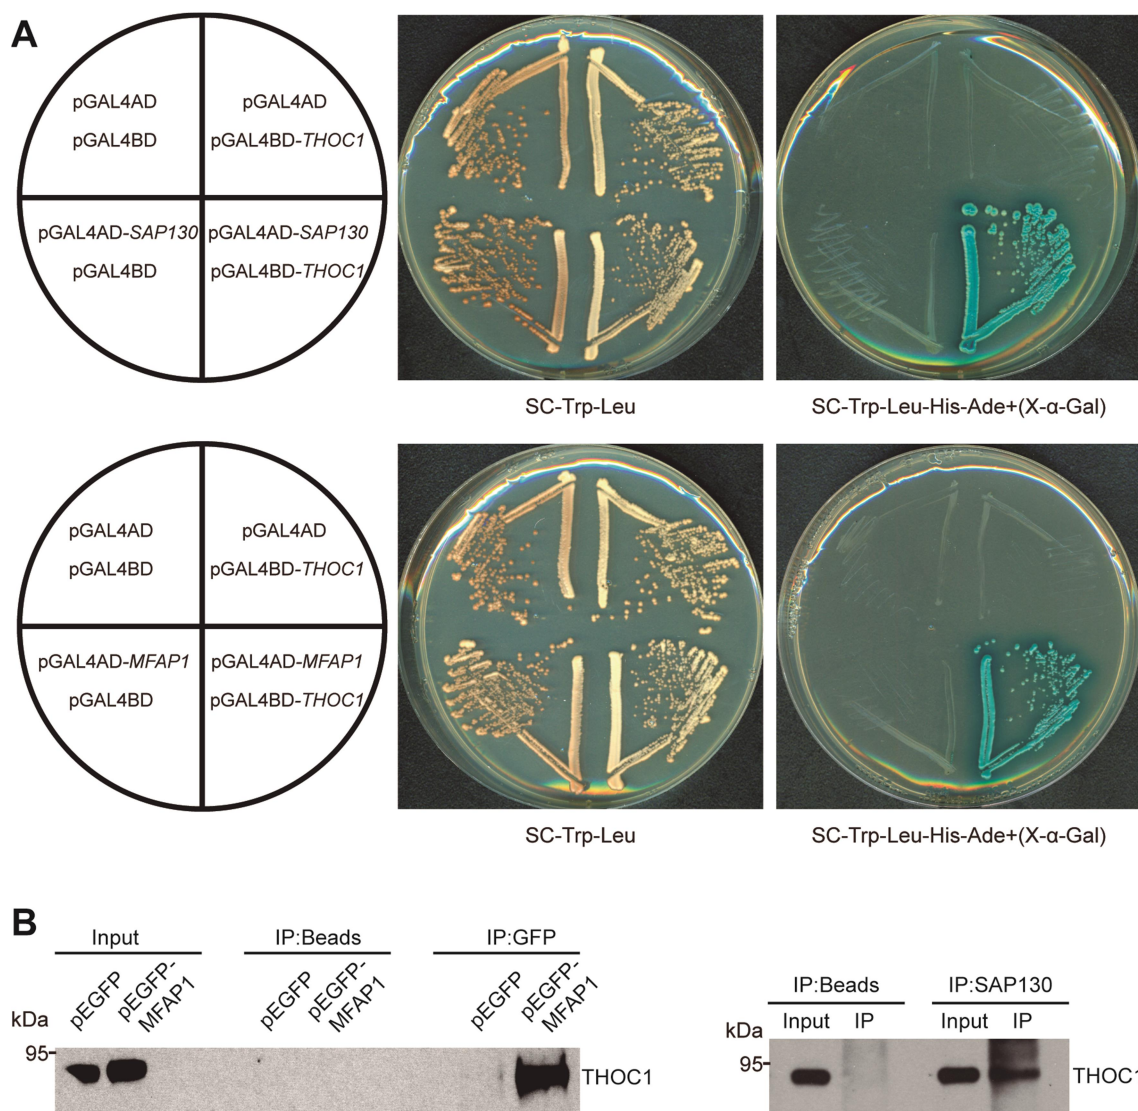 A
pGAL4AD
pGAL4BD
pGAL4AD
pGAL4BD-THOC1
pGAL4AD-SAP130
pGAL4BD
pGAL4AD-SAP130
pGAL4BD-THOC1
SC-Trp-Leu
SC-Trp-Leu-His-Ade+(X-α-Gal)
pGAL4AD
pGAL4BD
pGAL4AD
pGAL4BD-THOC1
pGAL4AD-MFAP1
pGAL4BD
pGAL4AD-MFAP1
pGAL4BD-THOC1
SC-Trp-Leu
SC-Trp-Leu-His-Ade+(X-α-Gal)
B
Input
IP:Beads
IP:GFP
pEGFP
pEGFP-
MFAP1
pEGFP
pEGFP-
MFAP1
pEGFP
pEGFP-
MFAP1
kDa
95
THOC1
IP:Beads
IP:SAP130
Input
IP
Input
IP
kDa
95
THOC1